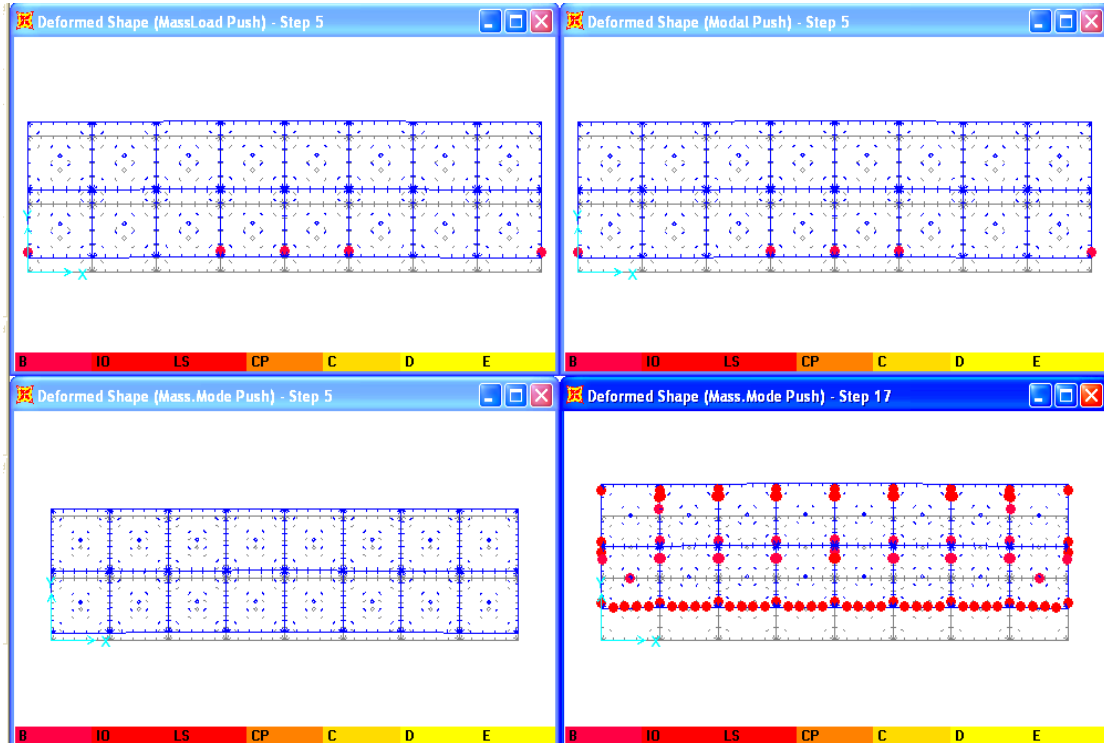 Deformed Shape (MassLoad Push) - Step 5
Deformed Shape (Modal Push) - Step 5
Y
X
Y
X
B IO LS CP C D E
B IO LS CP C D E
Deformed Shape (Mass.Mode Push) - Step 5
Deformed Shape (Mass.Mode Push) - Step 17
Y
X
Y
X
B IO LS CP C D E
B IO LS CP C D E